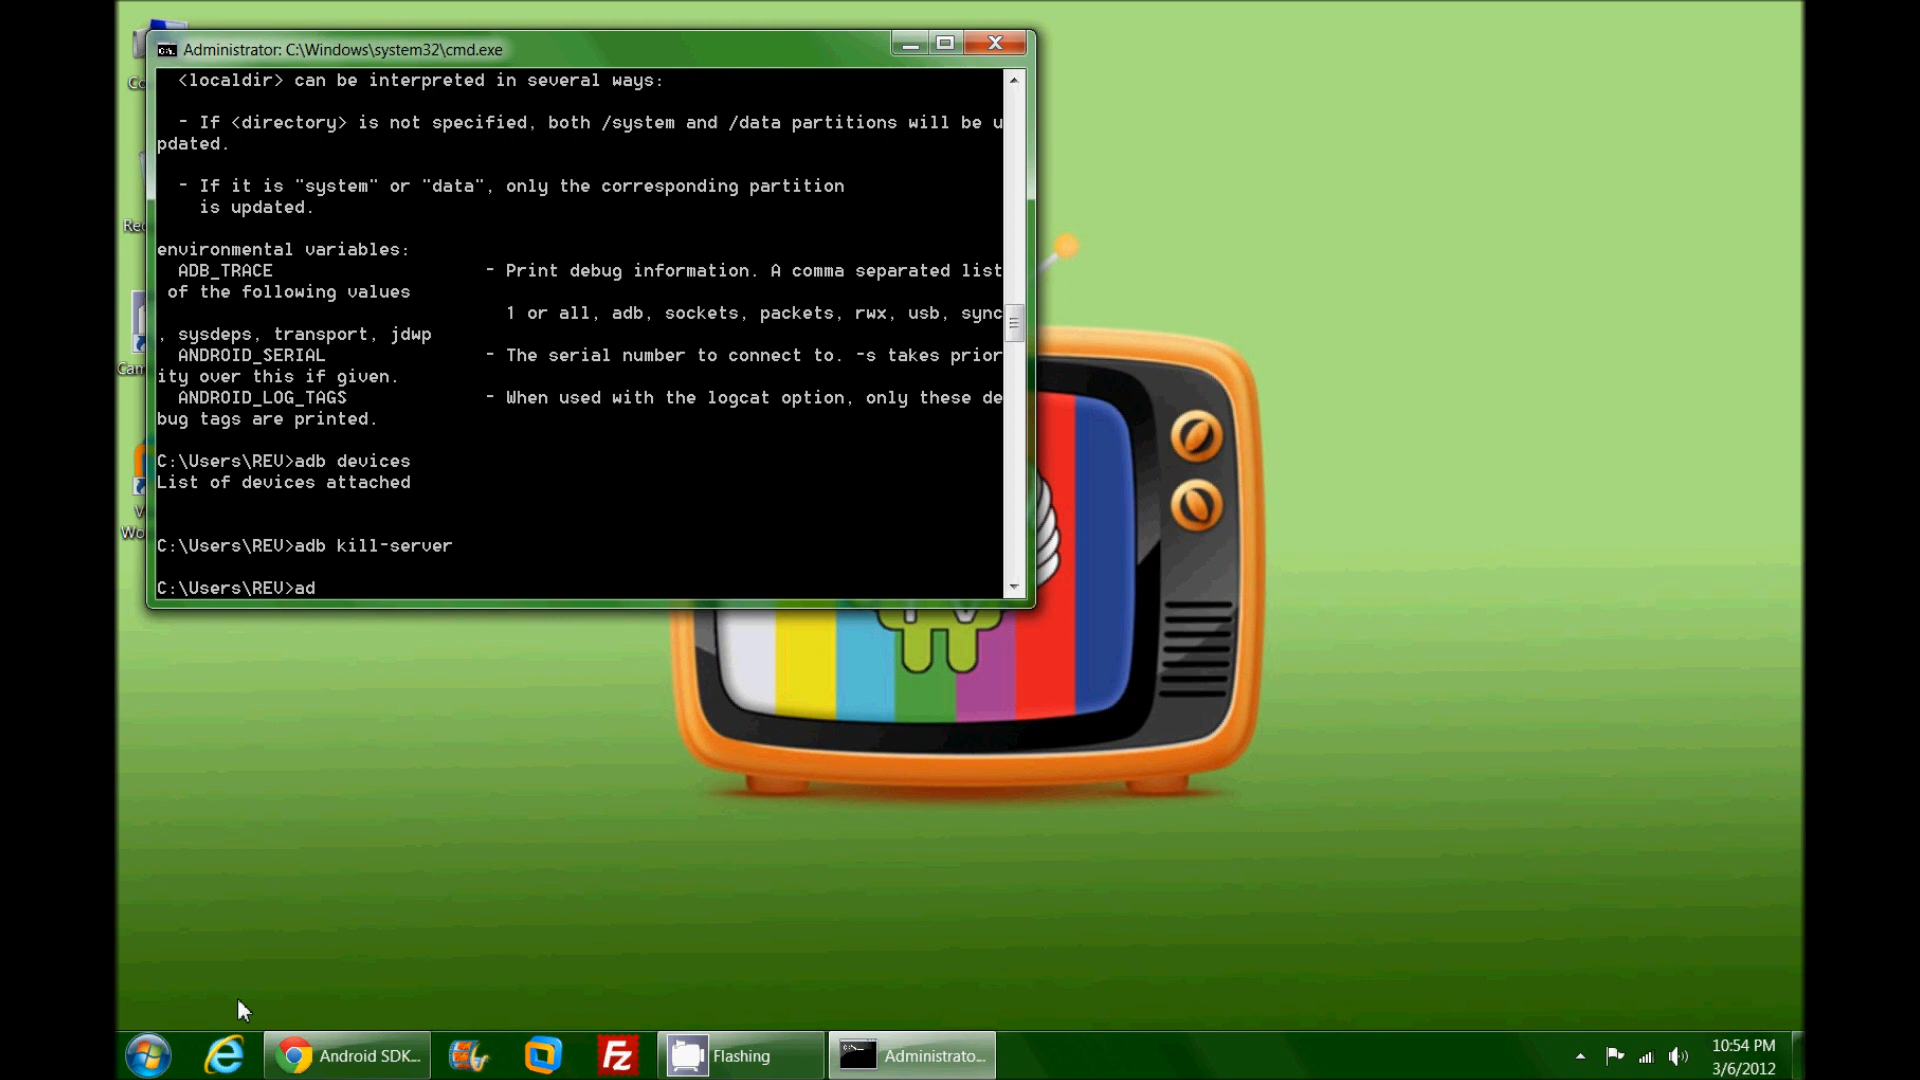 Administrator: C:\Windows\system32\cmd.exe
<localdir> can be interpreted in several ways:
- If <directory> is not specified, both /system and /data partitions will be u
pdated.
- If it is "system" or "data", only the corresponding partition
is updated.
environmental variables:
ADB_TRACE - Print debug information. A comma separated list
of the following values
1 or all, adb, sockets, packets, rwx, usb, sync
, sysdeps, transport, jdwp
ANDROID_SERIAL - The serial number to connect to. -s takes prior
ity over this if given.
ANDROID_LOG_TAGS - When used with the logcat option, only these de
bug tags are printed.
C:\Users\REV>adb devices
List of devices attached
C:\Users\REV>adb kill-server
C:\Users\REV>ad
Android SDK...
Fz
Flashing
Administrato...
10:54 PM
3/6/2012